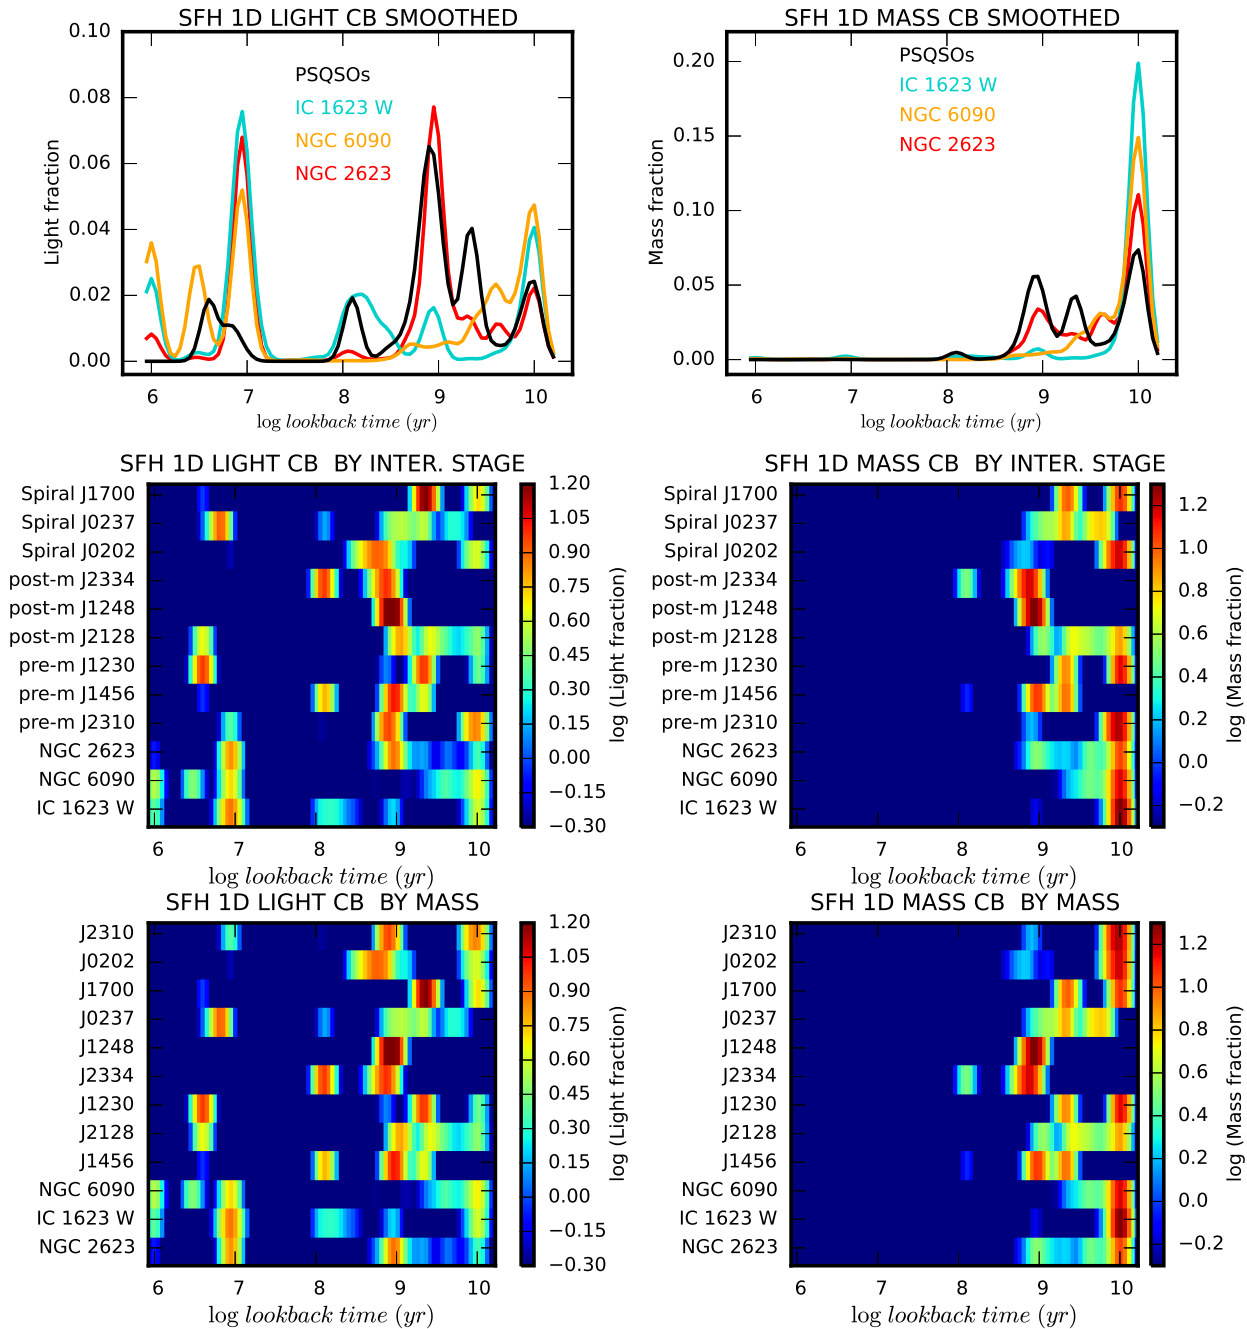 SFH 1D LIGHT CB SMOOTHED
0.10
0.08
0.06
0.04
0.02
0.00
Light fraction
PSQSOs
IC 1623 W
NGC 6090
NGC 2623
6 7 8 9 10
log lookback time (yr)
SFH 1D MASS CB SMOOTHED
0.20
0.15
0.10
0.05
0.00
Mass fraction
PSQSOs
IC 1623 W
NGC 6090
NGC 2623
6 7 8 9 10
log lookback time (yr)
SFH 1D LIGHT CB BY INTER. STAGE
Spiral J1700
Spiral J0237
Spiral J0202
post-m J2334
post-m J1248
post-m J2128
pre-m J1230
pre-m J1456
pre-m J2310
NGC 2623
NGC 6090
IC 1623 W
6 7 8 9 10
log lookback time (yr)
1.20
1.05
0.90
0.75
0.60
0.45
0.30
0.15
0.00
−0.15
−0.30
log (Light fraction)
SFH 1D MASS CB BY INTER. STAGE
Spiral J1700
Spiral J0237
Spiral J0202
post-m J2334
post-m J1248
post-m J2128
pre-m J1230
pre-m J1456
pre-m J2310
NGC 2623
NGC 6090
IC 1623 W
6 7 8 9 10
log lookback time (yr)
1.2
1.0
0.8
0.6
0.4
0.2
0.0
−0.2
log (Mass fraction)
SFH 1D LIGHT CB BY MASS
J2310
J0202
J1700
J0237
J1248
J2334
J1230
J2128
J1456
NGC 6090
IC 1623 W
NGC 2623
6 7 8 9 10
log lookback time (yr)
1.20
1.05
0.90
0.75
0.60
0.45
0.30
0.15
0.00
−0.15
−0.30
log (Light fraction)
SFH 1D MASS CB BY MASS
J2310
J0202
J1700
J0237
J1248
J2334
J1230
J2128
J1456
NGC 6090
IC 1623 W
NGC 2623
6 7 8 9 10
log lookback time (yr)
1.2
1.0
0.8
0.6
0.4
0.2
0.0
−0.2
log (Mass fraction)